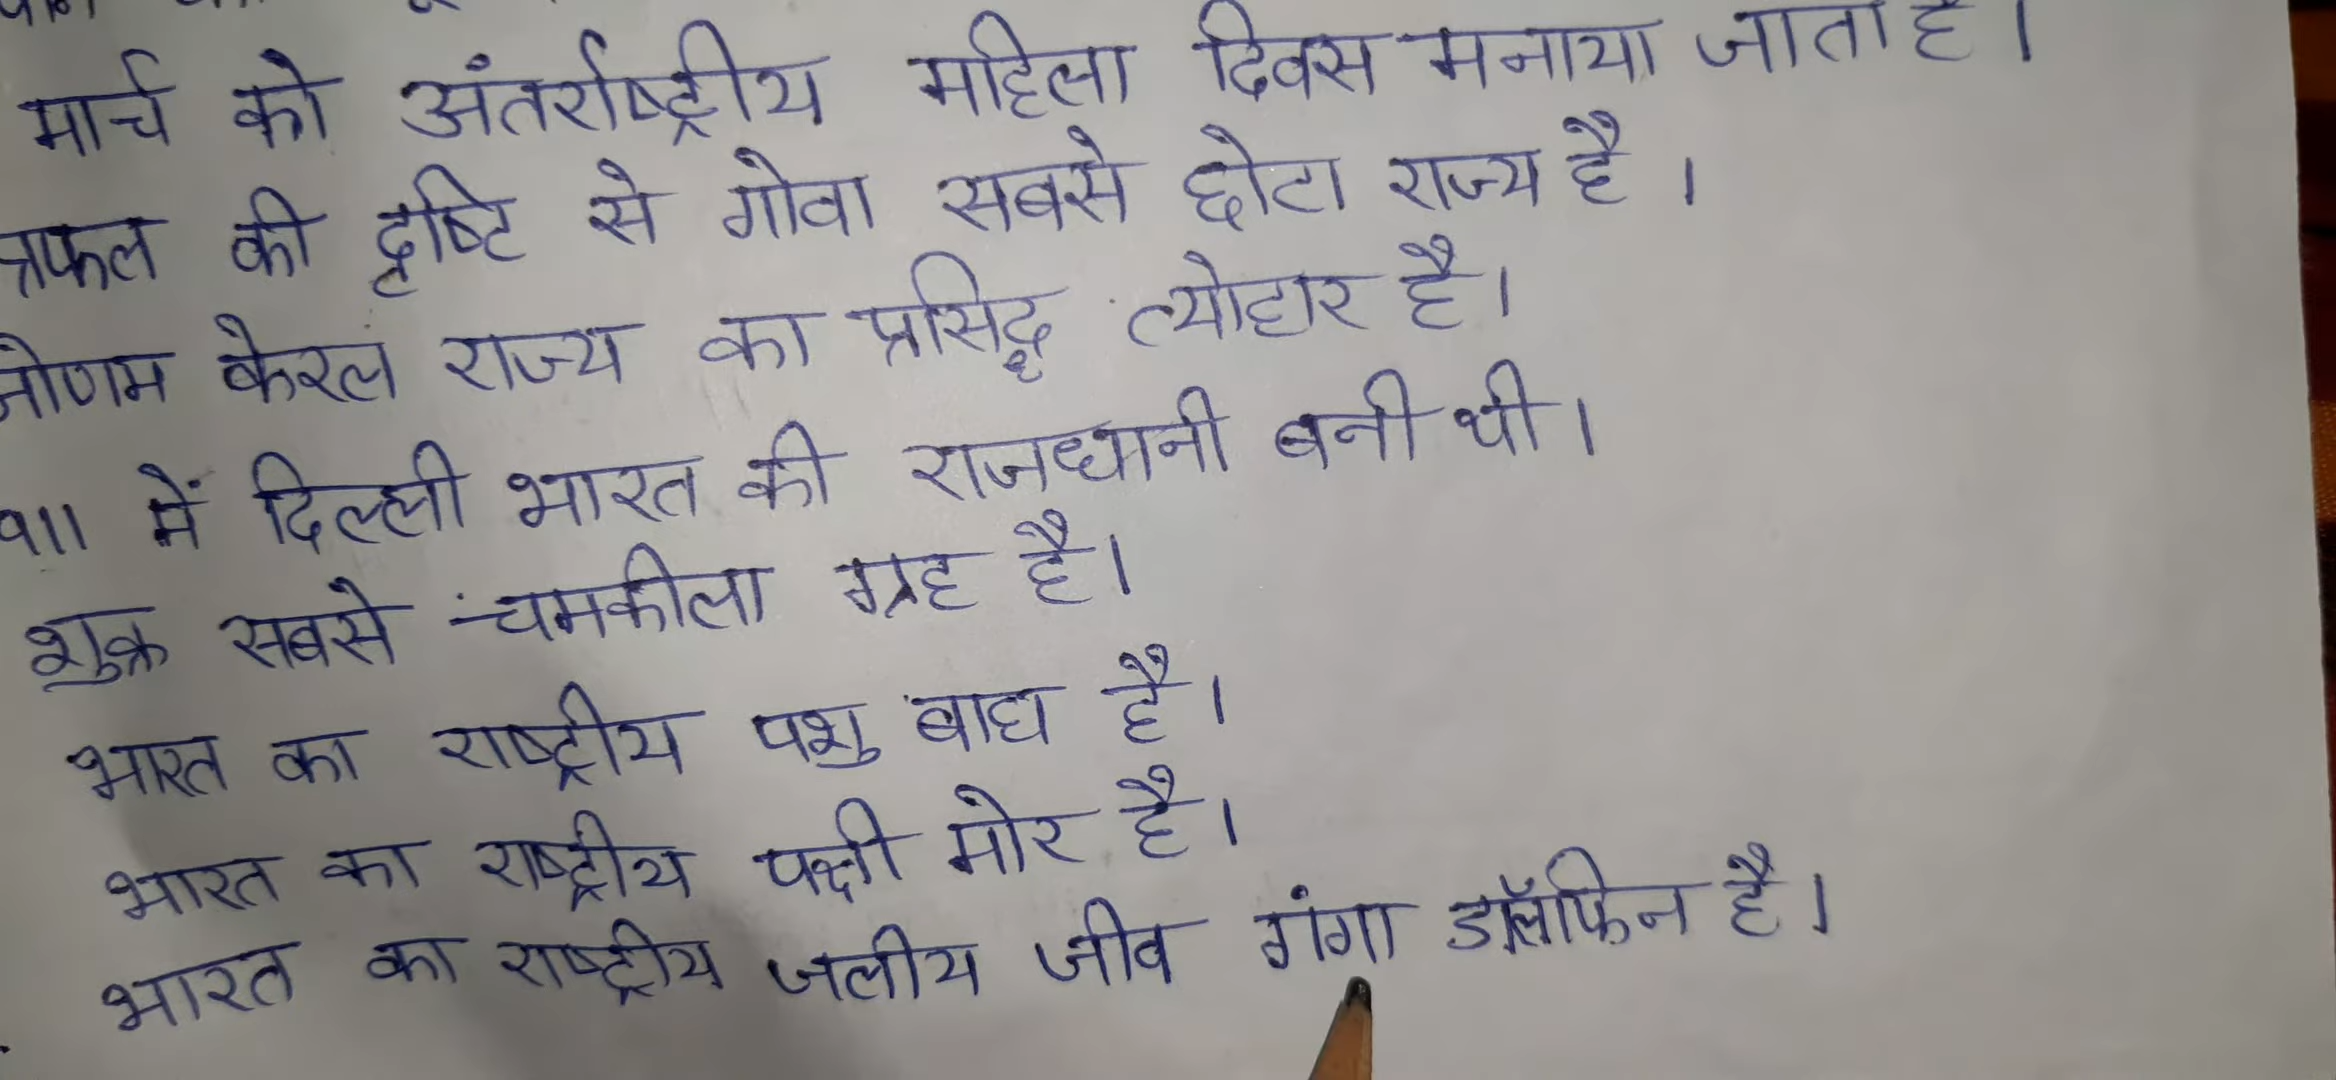 मार्च को अंतर्राष्ट्रीय महिला दिवस मनाया जाता है।
त्रफल की दृष्टि से गोवा सबसे छोटा राज्य है।
ओणम केरल राज्य का प्रसिद्ध त्योहार है।
911 में दिल्ली भारत की राजधानी बनी थी।
शुक्र सबसे चमकीला ग्रह है।
भारत का राष्ट्रीय पशु बाघ है।
भारत का राष्ट्रीय पक्षी मोर है।
भारत का राष्ट्रीय जलीय जीव गंगा डॉल्फिन है।